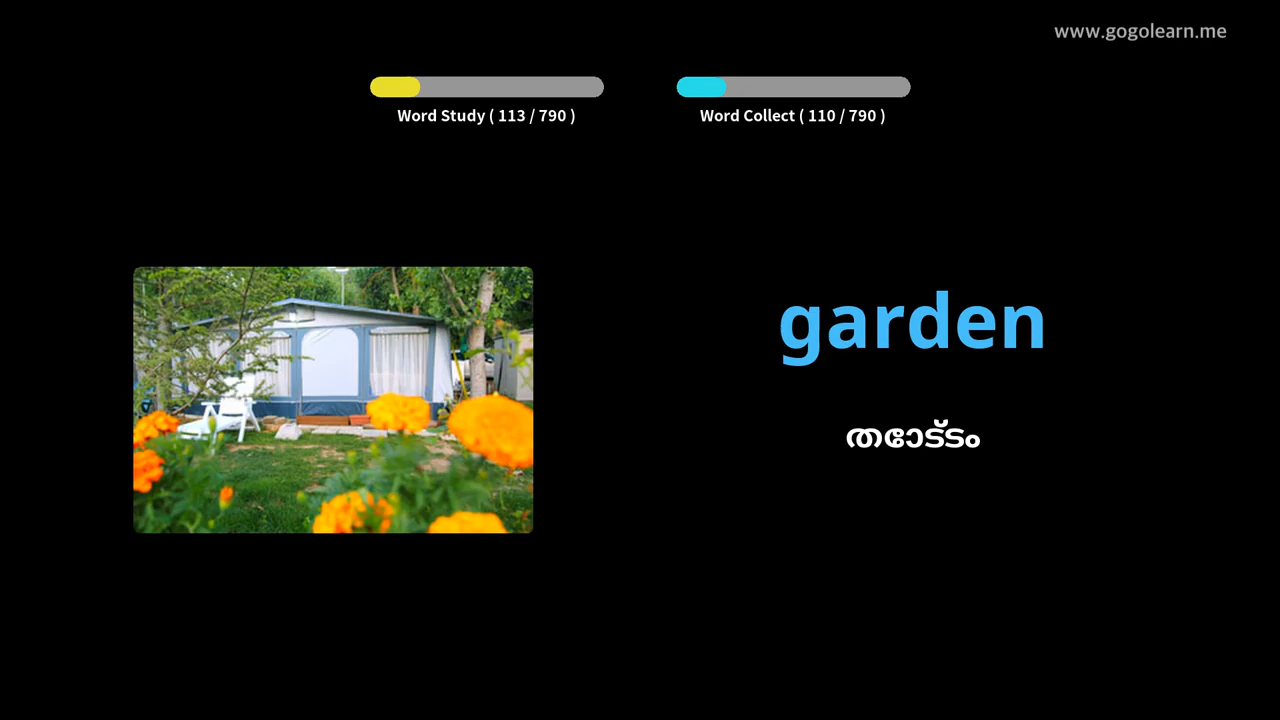 www.gogolearn.me
Word Study ( 113 / 790 )
Word Collect ( 110 / 790 )
garden
തോട്ടം